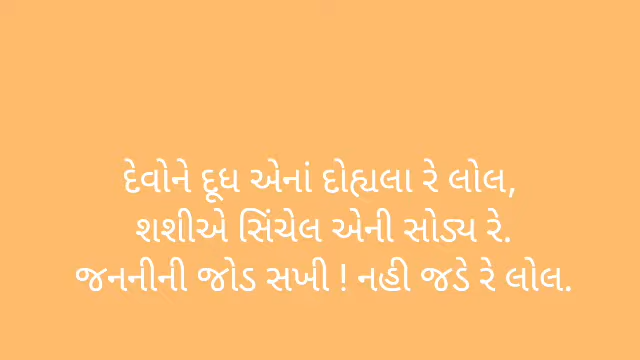 દેવોને દૂધ એનાં દોહ્યલા રે લોલ,
શશીએ સિંચેલ એની સોડ્ય રે.
જનનીની જોડ સખી ! નહી જડે રે લોલ.